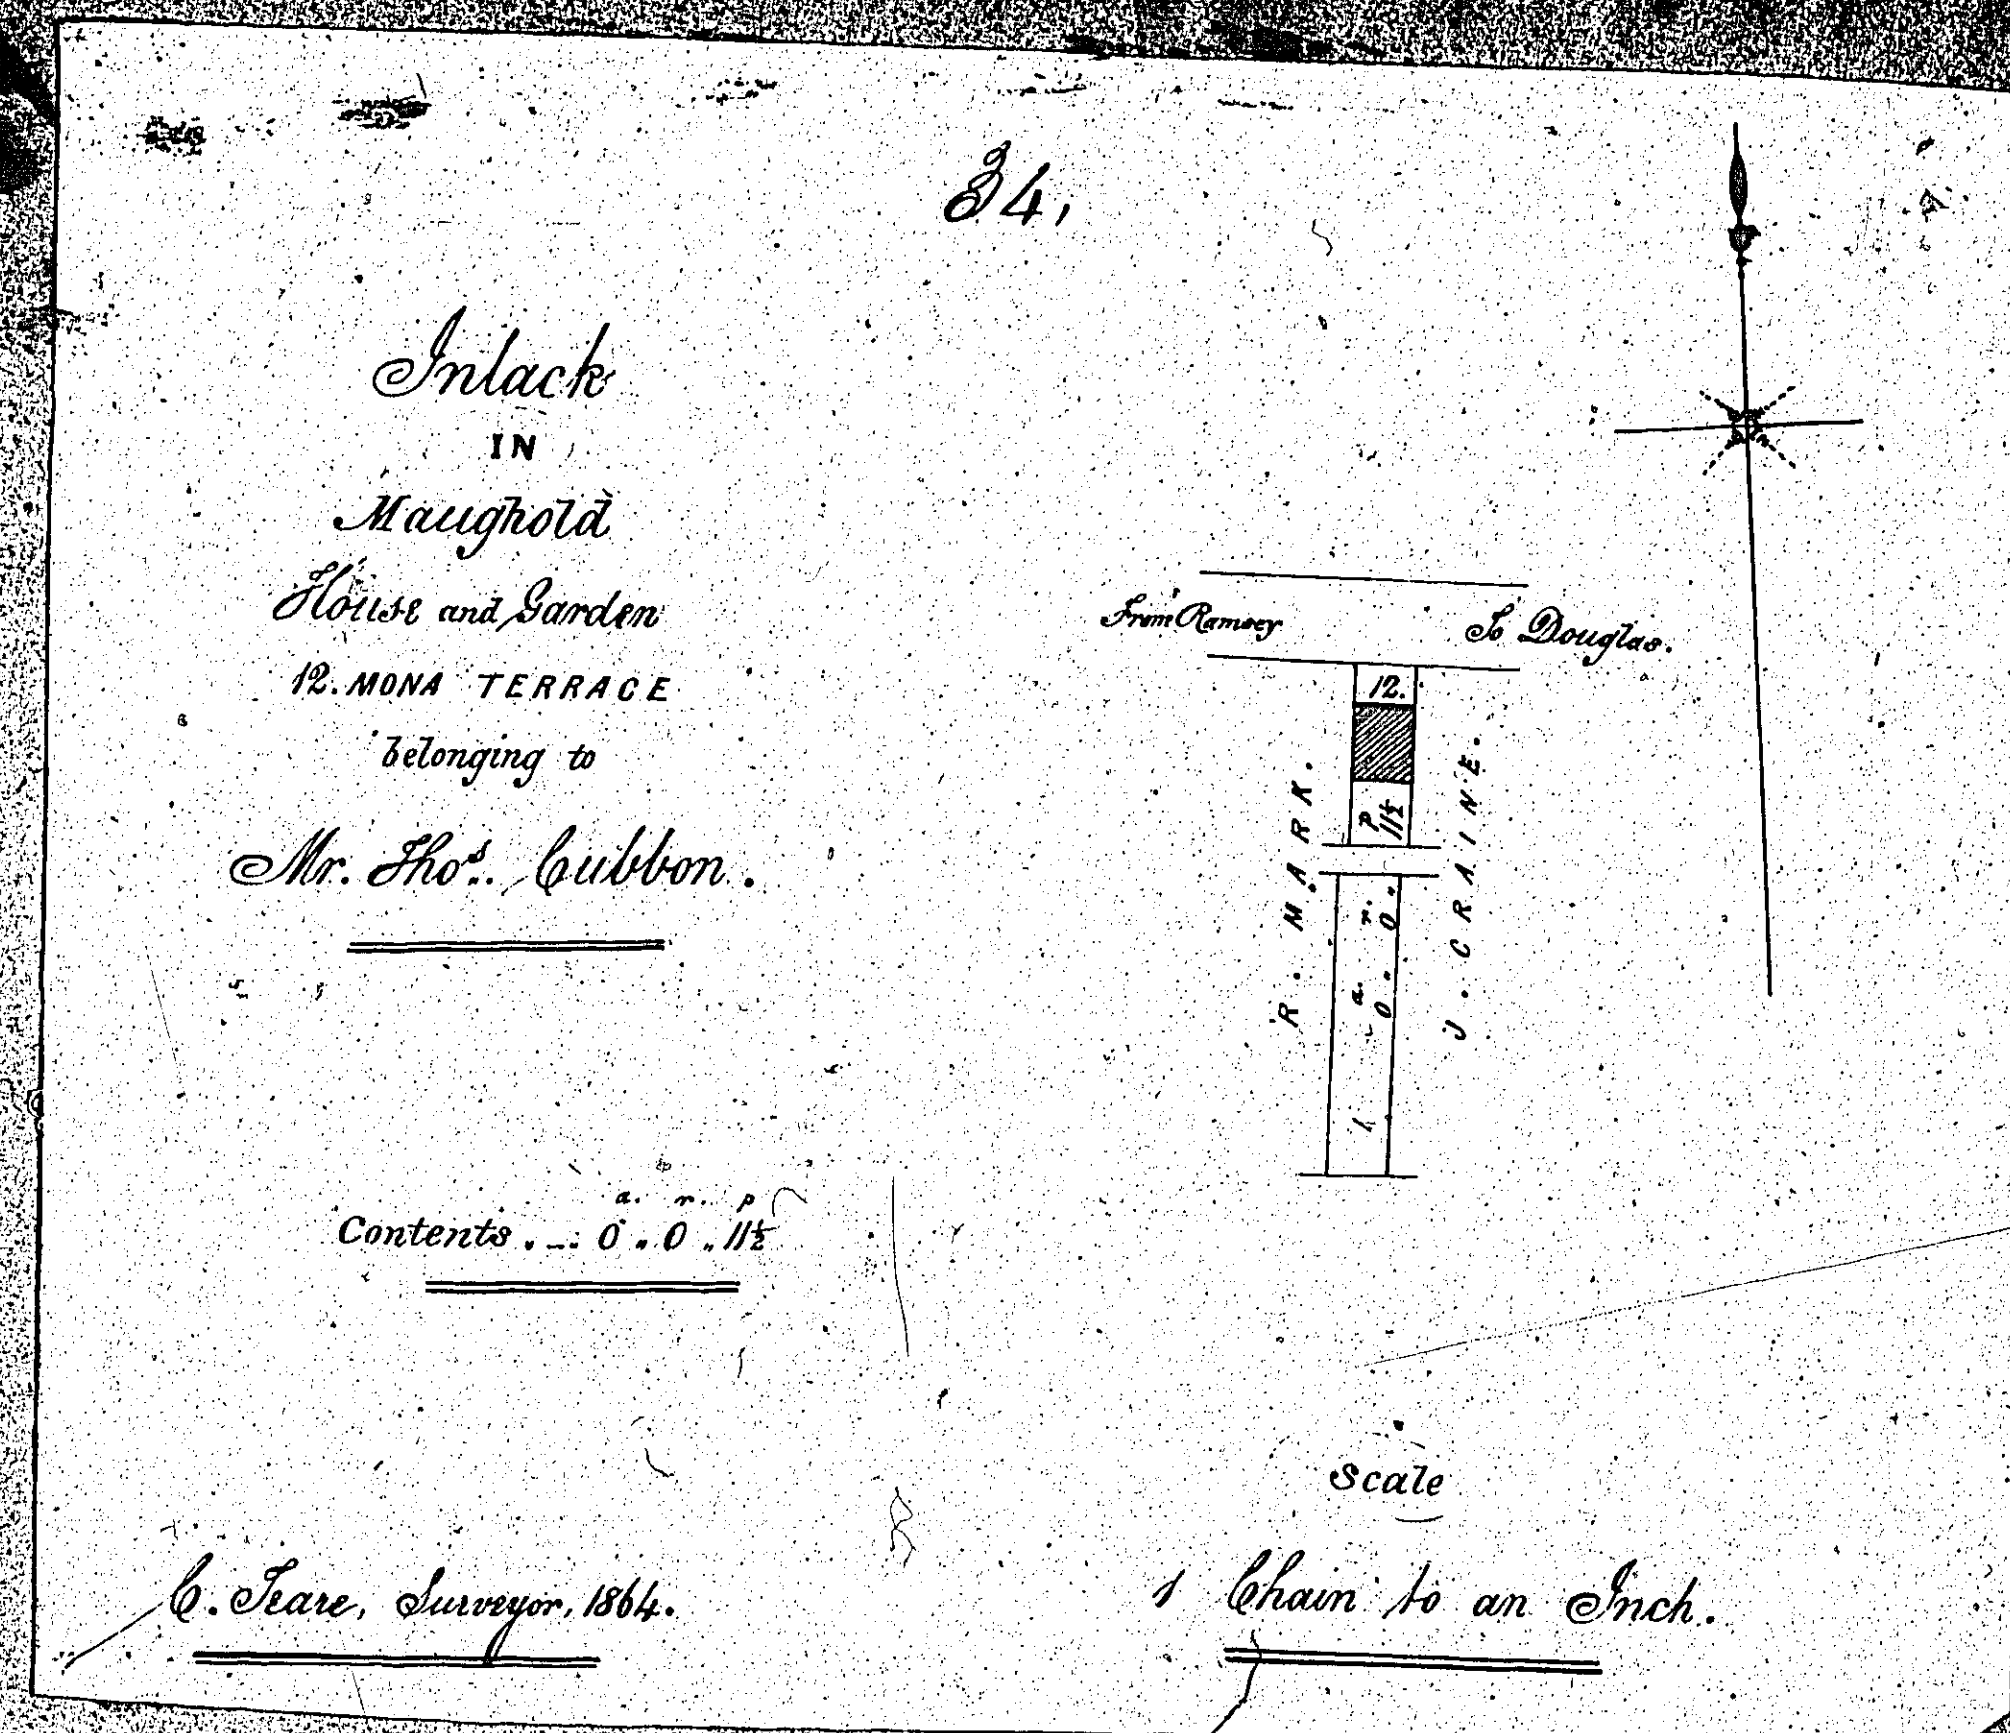 34,
Inlack
IN
Maughold
House and Garden
12. MONA TERRACE
belonging to
Mr. Thos. Cubbon.
Contents . _ . a. 0 .. r. 0 .. p 11½
From Ramsey
To Douglas.
12.
p 11½
R. MARK.
J. CRAINE.
a. r.
0 .. 0 ..
1.
C. Teare, Surveyor, 1864.
Scale
1 Chain to an Inch.